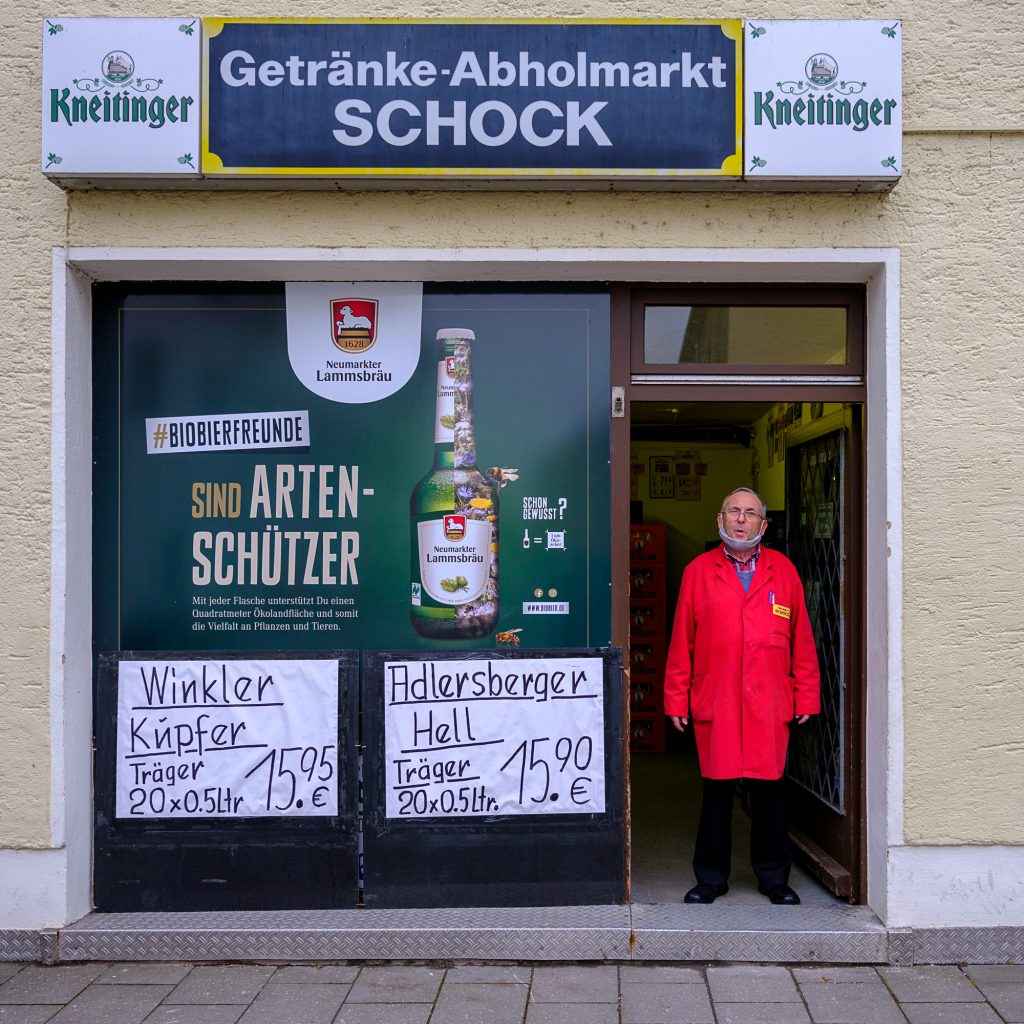 Kneitinger
Getränke-Abholmarkt
SCHOCK
Kneitinger
1628
Neumarkter
Lammsbräu
#BIOBIERFREUNDE
SIND ARTEN-
SCHÜTZER
Mit jeder Flasche unterstützt Du einen
Quadratmeter Ökolandfläche und somit
die Vielfalt an Pflanzen und Tieren.
Neumarkter
Lammsbräu
SCHON
GEWUSST?
WWW.BIOBIER.DE
Winkler
Kupfer
Träger
20x0.5Ltr
15.95
€
Adlersberger
Hell
Träger
20x0.5Ltr.
15.90
€
SCHOCK